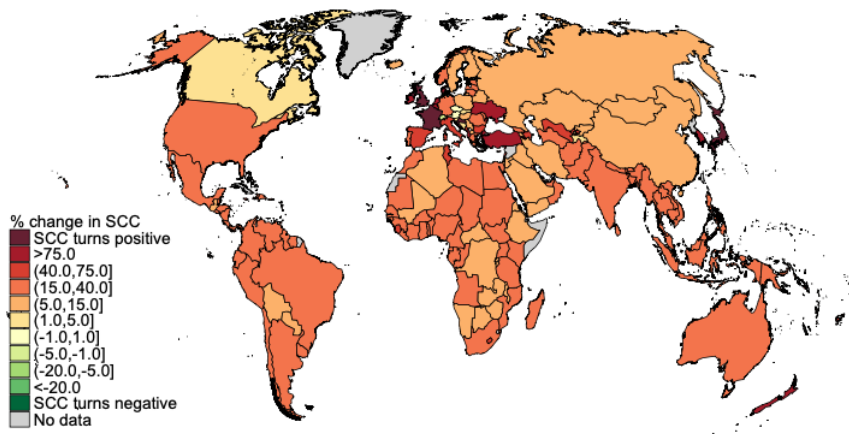 % change in SCC
SCC turns positive
>75.0
(40.0,75.0]
(15.0,40.0]
(5.0,15.0]
(1.0,5.0]
(-1.0,1.0]
(-5.0,-1.0]
(-20.0,-5.0]
<-20.0
SCC turns negative
No data